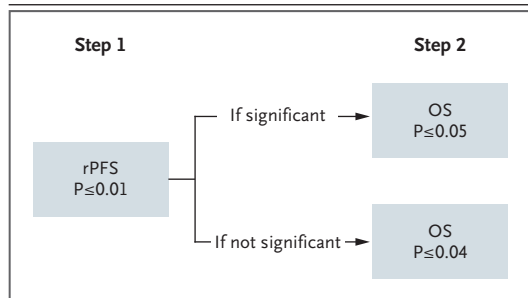 Step 1
Step 2
If significant
OS
P≤0.05
rPFS
P≤0.01
If not significant
OS
P≤0.04